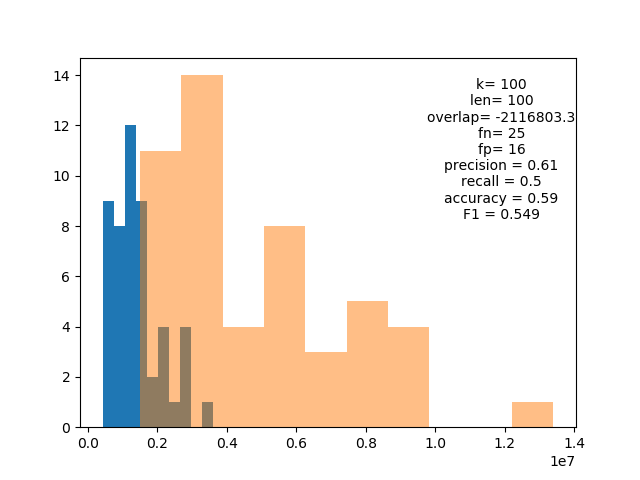 14
12
10
8
6
4
2
0
k= 100
len= 100
overlap= -2116803.3
fn= 25
fp= 16
precision = 0.61
recall = 0.5
accuracy = 0.59
F1 = 0.549
0.0 0.2 0.4 0.6 0.8 1.0 1.2 1.4
1e7